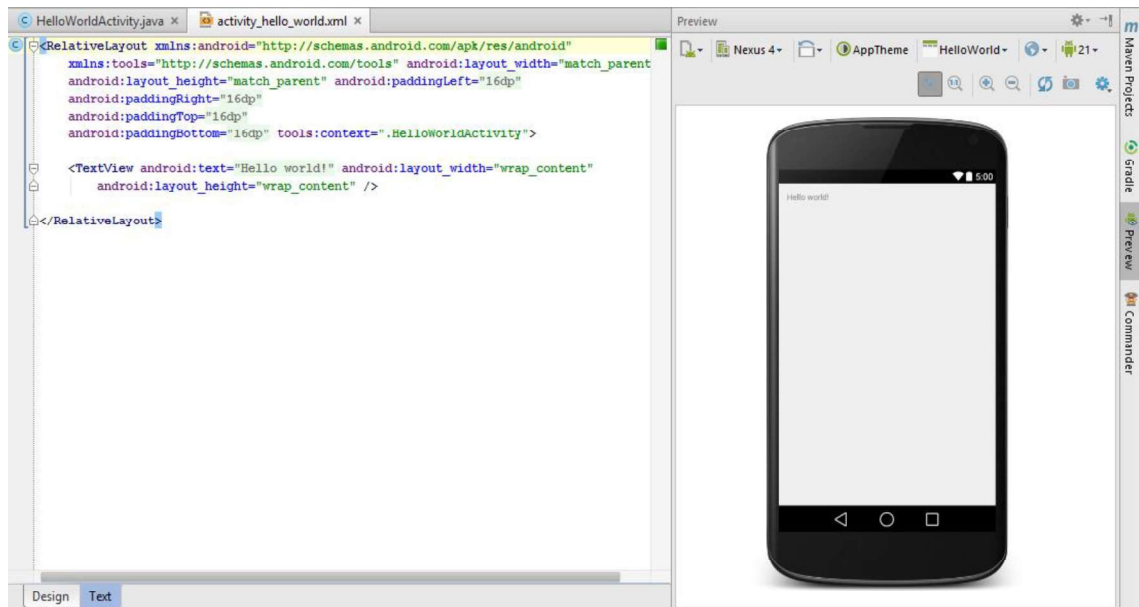 HelloWorldActivity.java ×
activity_hello_world.xml ×
<RelativeLayout xmlns:android="http://schemas.android.com/apk/res/android"
xmlns:tools="http://schemas.android.com/tools" android:layout_width="match_parent
android:layout_height="match_parent" android:paddingLeft="16dp"
android:paddingRight="16dp"
android:paddingTop="16dp"
android:paddingBottom="16dp" tools:context=".HelloWorldActivity">
<TextView android:text="Hello world!" android:layout_width="wrap_content"
android:layout_height="wrap_content" />
</RelativeLayout>
Design Text
Preview
Nexus 4 AppTheme HelloWorld 21
5:00
Hello world!
Maven Projects
Gradle
Preview
Commander